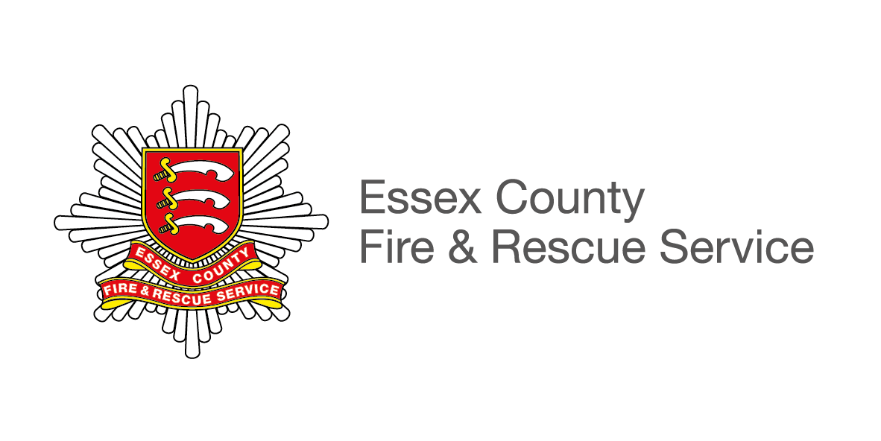 ESSEX COUNTY
FIRE & RESCUE SERVICE
Essex County
Fire & Rescue Service